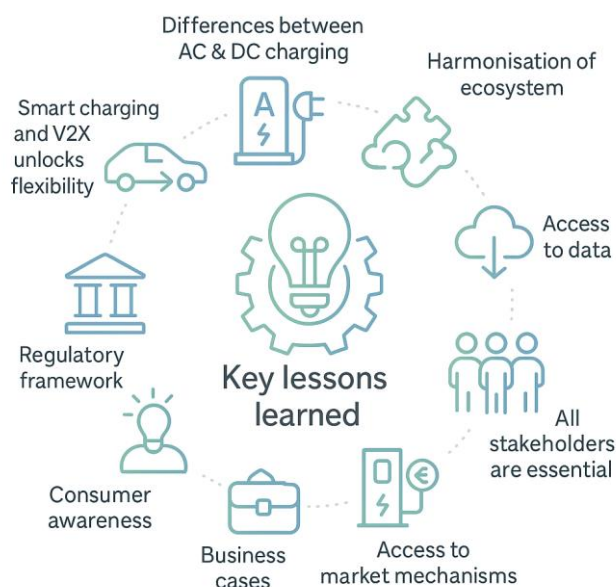 Differences between
AC & DC charging
Harmonisation of
ecosystem
Smart charging
and V2X
unlocks
flexibility
A
Access
to data
Regulatory
framework
Key lessons
learned
All
stakeholders
are essential
€
Consumer
awareness
Business
cases
Access to
market mechanisms